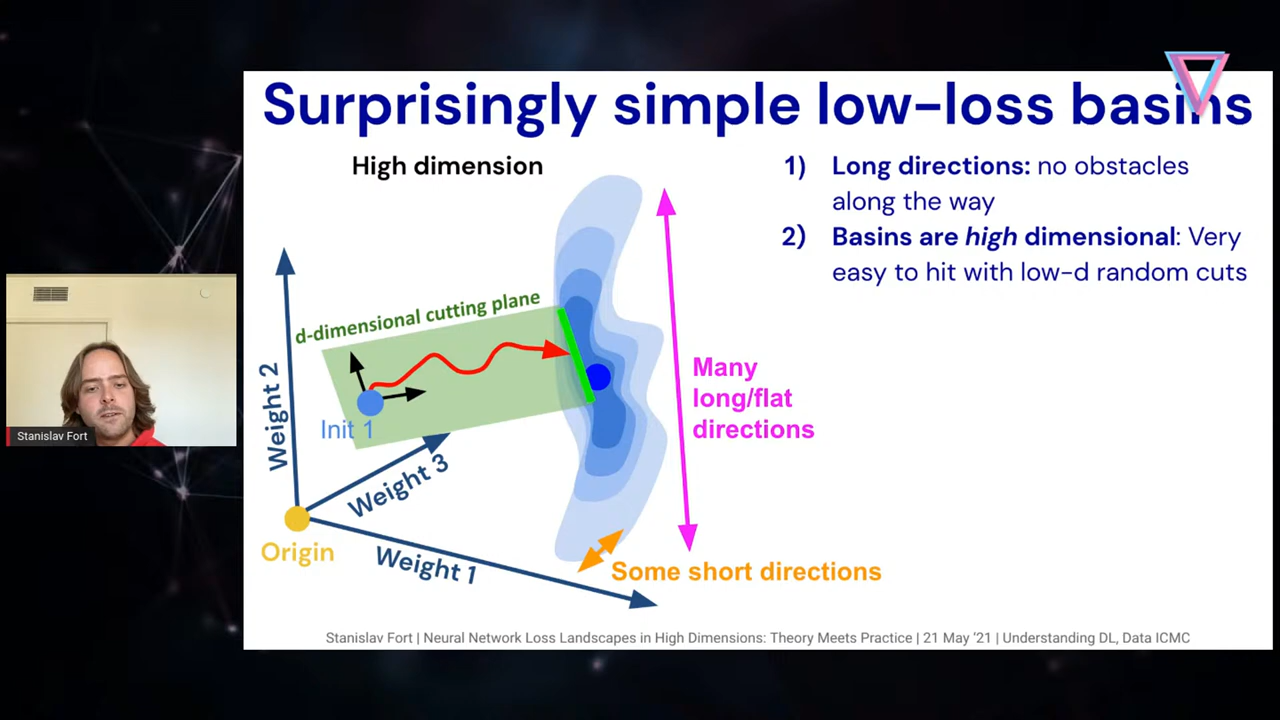 Surprisingly simple low-loss basins
High dimension
1) Long directions: no obstacles
along the way
2) Basins are high dimensional: Very
easy to hit with low-d random cuts
d-dimensional cutting plane
Init 1
Weight 2
Weight 3
Origin
Weight 1
Many
long/flat
directions
Some short directions
Stanislav Fort
Stanislav Fort | Neural Network Loss Landscapes in High Dimensions: Theory Meets Practice | 21 May '21 | Understanding DL, Data ICMC